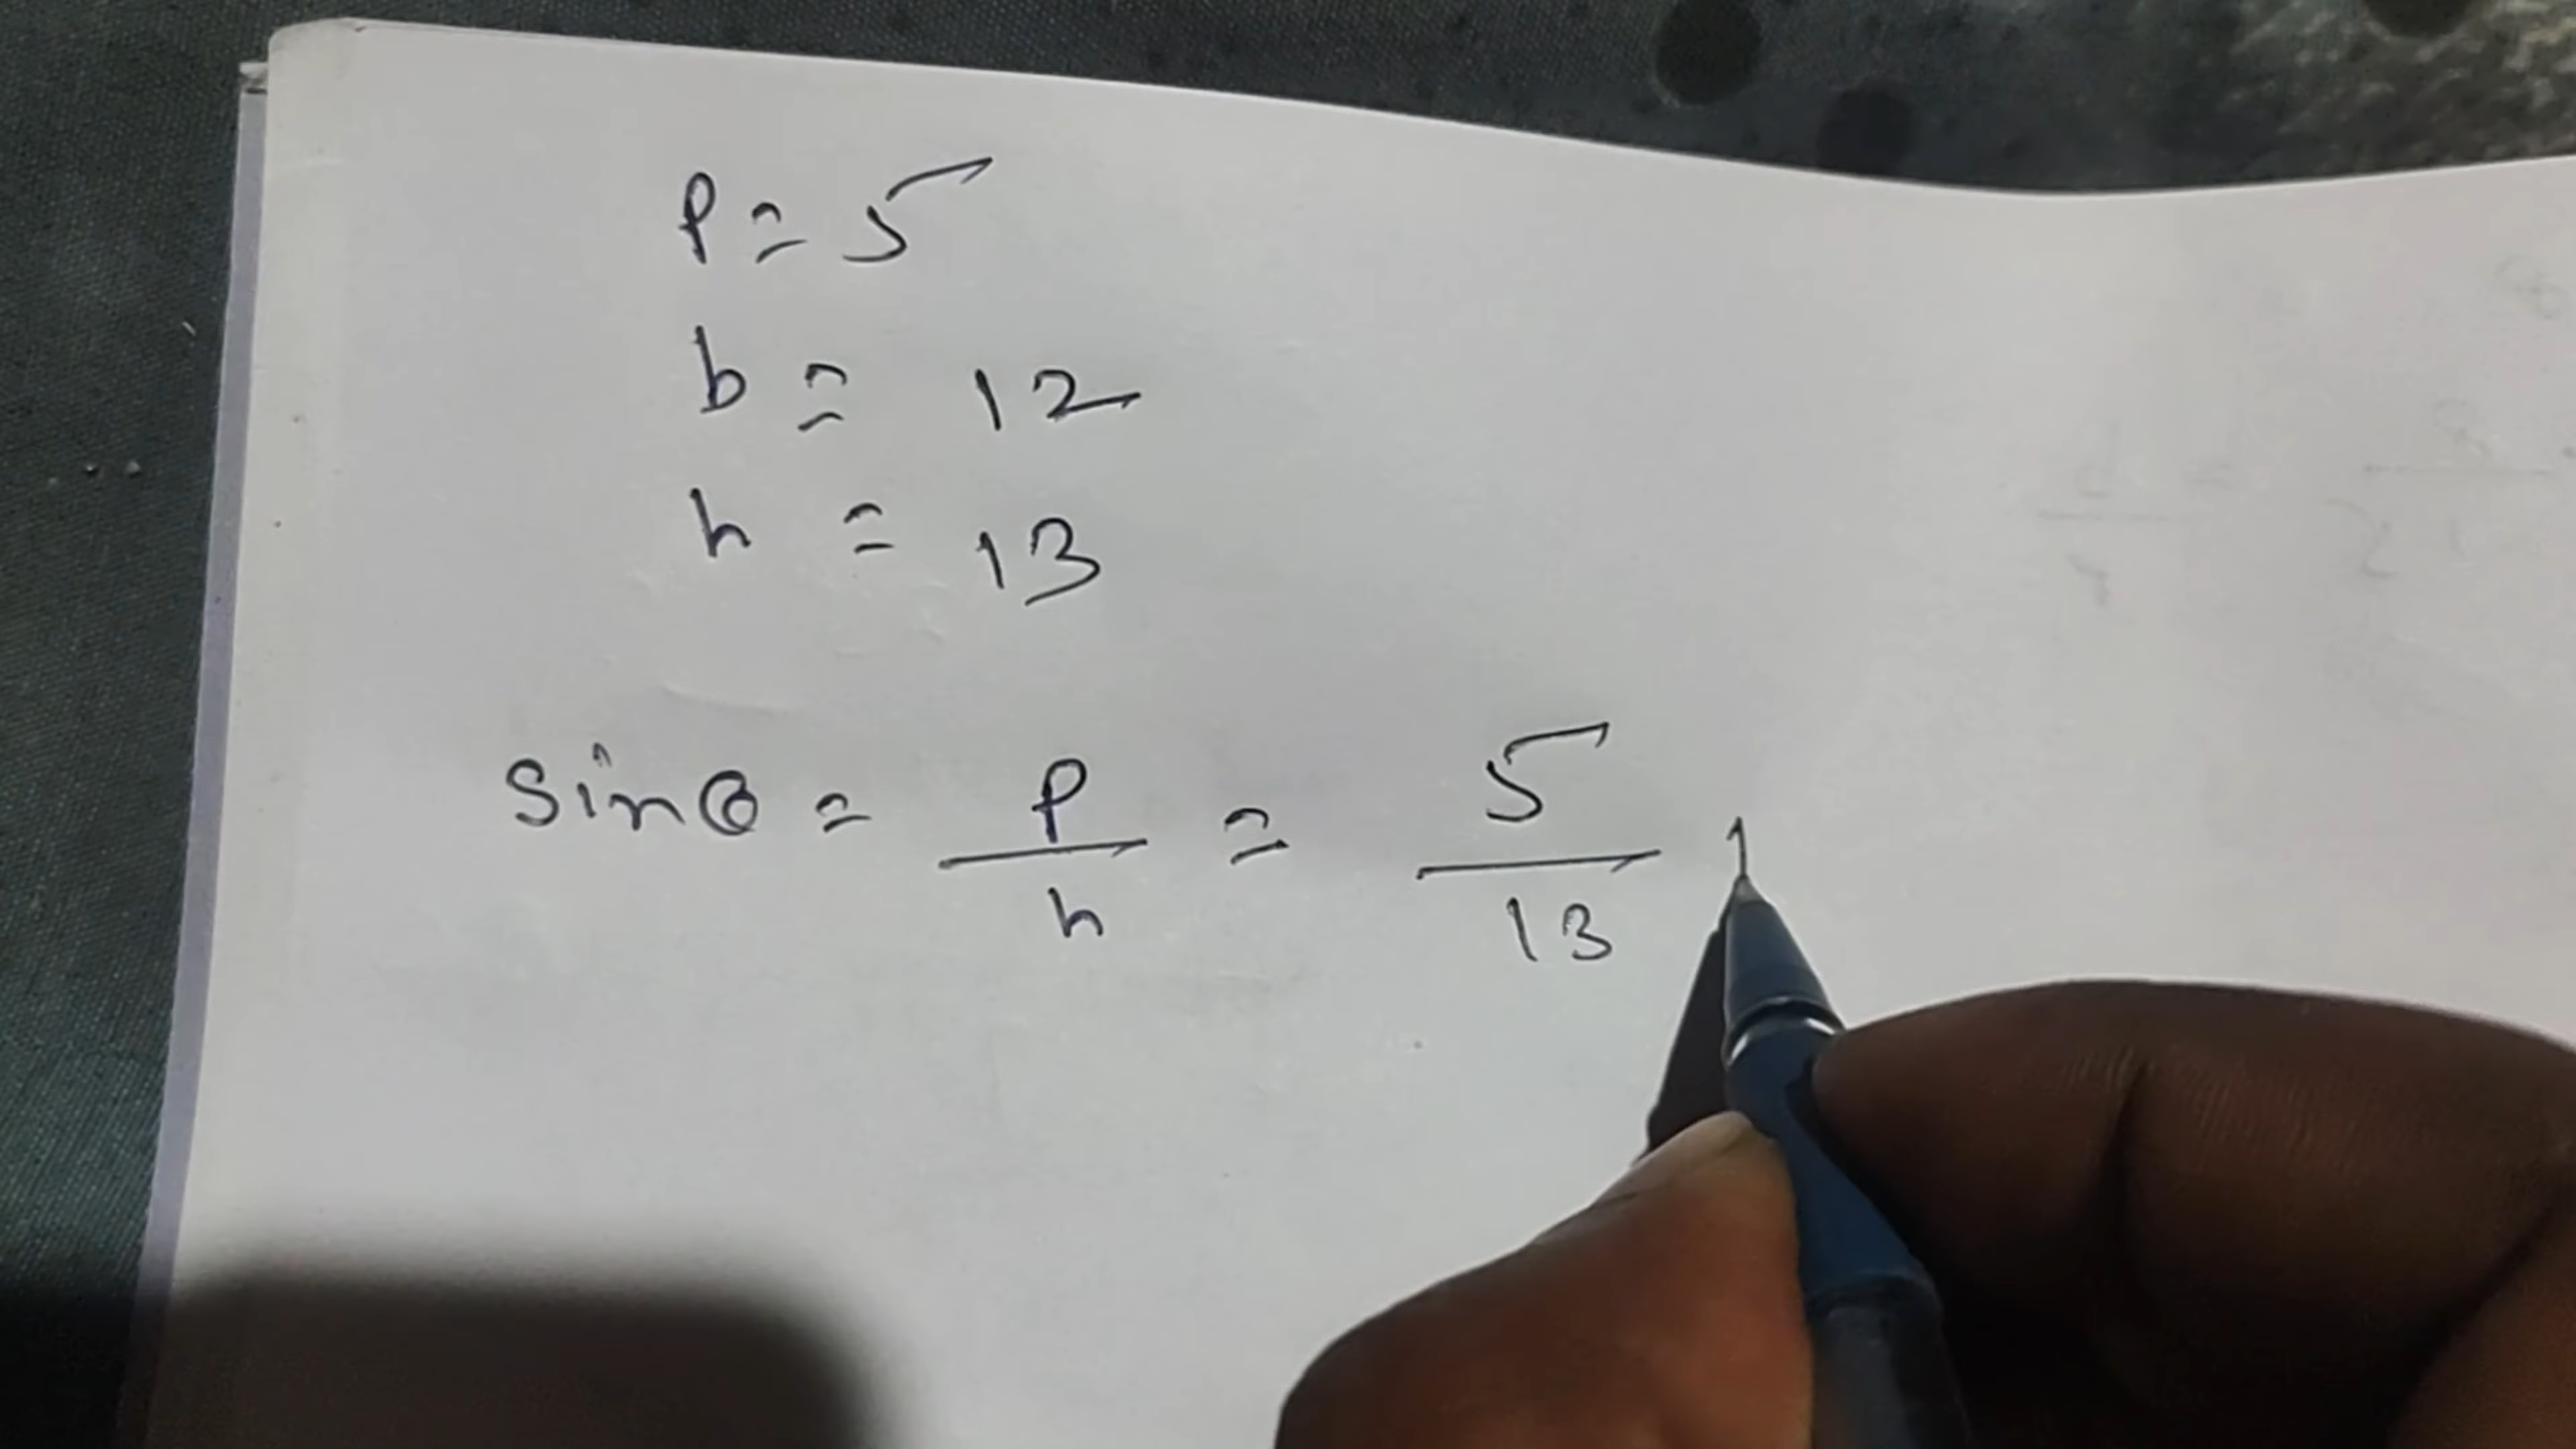 P = 5
b = 12
h = 13
Sinθ = P/h = 5/13